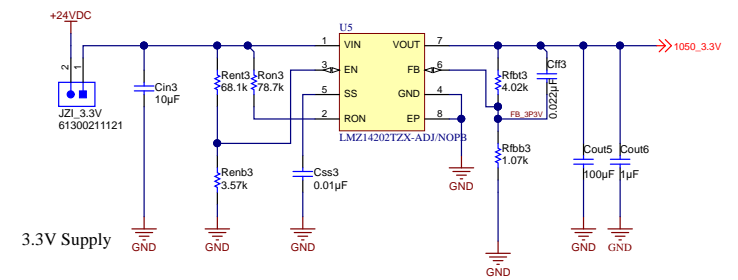 +24VDC
2
1
JZI_3.3V
61300211121
Cin3
10µF
GND
Rent3
68.1k
Ron3
78.7k
Renb3
3.57k
GND
Css3
0.01µF
GND
U5
1 VIN VOUT 7
3 EN FB 6
5 SS GND 4
2 RON EP 8
LMZ14202TZX-ADJ/NOPB
GND
Rfbt3
4.02k
Cff3
0.022µF
FB_3P3V
Rfbb3
1.07k
GND
Cout5
100µF
GND
Cout6
1µF
GND
1050_3.3V
3.3V Supply